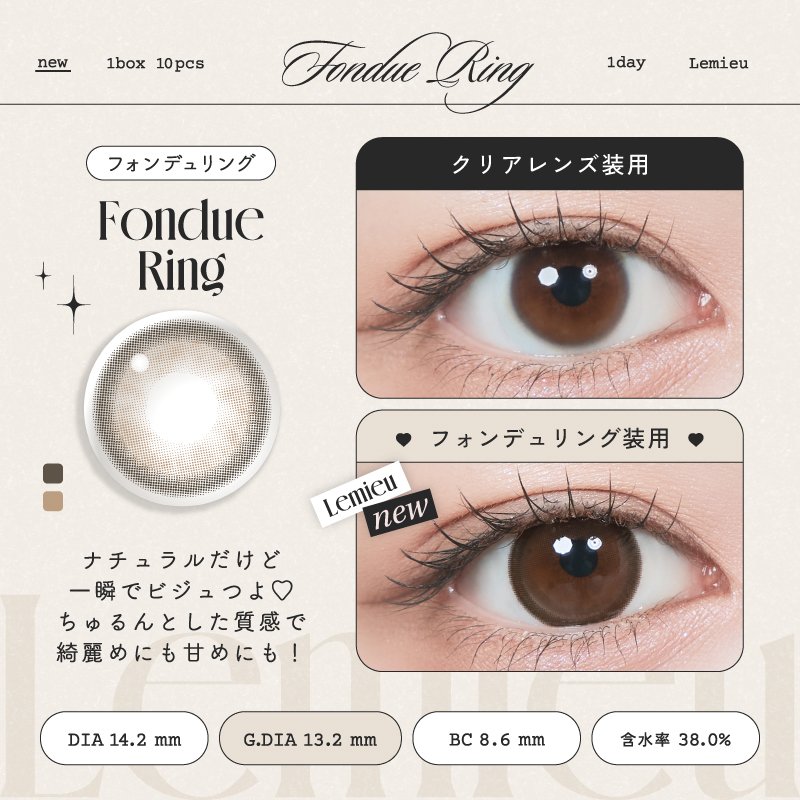 new
1box 10pcs
Fondue Ring
1day
Lemieu
フォンデュリング
Fondue
Ring
クリアレンズ装用
♥ フォンデュリング装用 ♥
Lemieu
new
ナチュラルだけど
一瞬でビジュつよ♡
ちゅるんとした質感で
綺麗めにも甘めにも！
Lemieu
DIA 14.2 mm
G.DIA 13.2 mm
BC 8.6 mm
含水率 38.0%